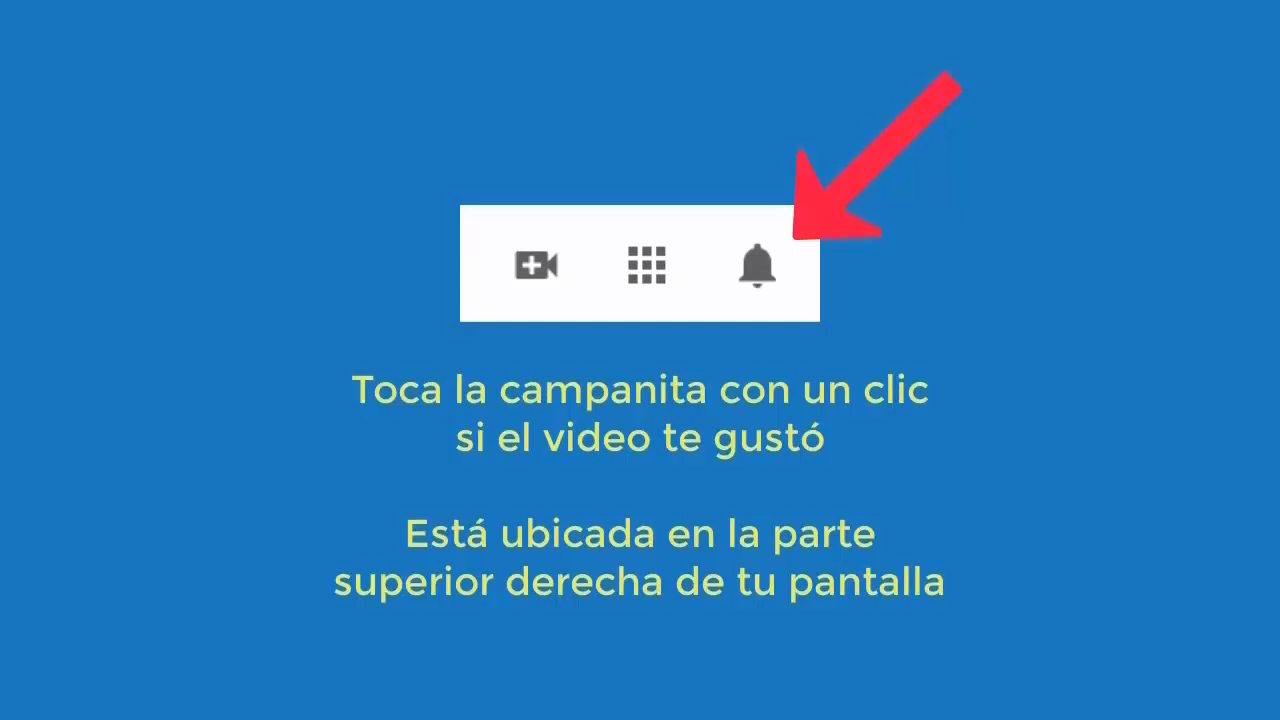 Toca la campanita con un clic
si el video te gustó
Está ubicada en la parte
superior derecha de tu pantalla